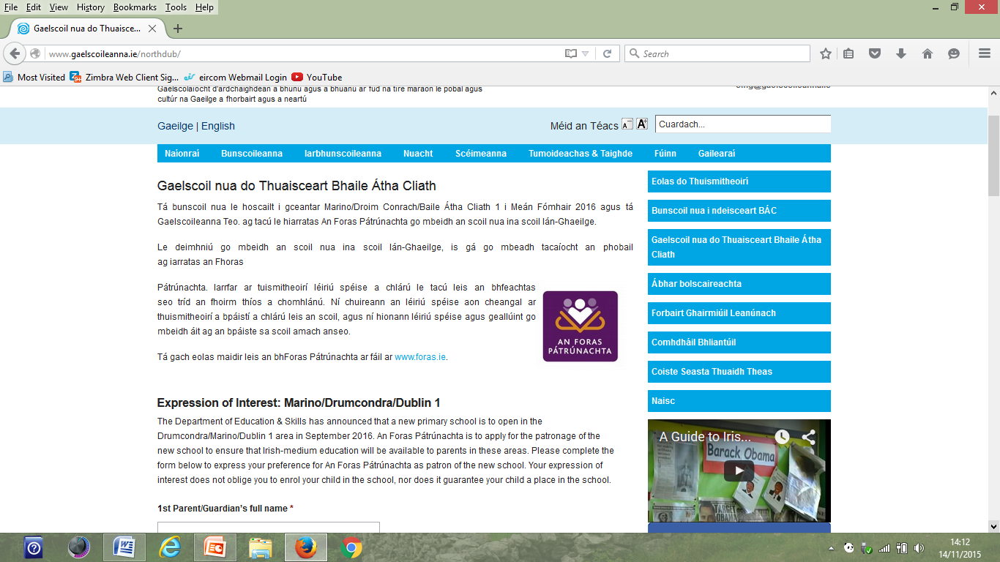 File Edit View History Bookmarks Tools Help
Gaelscoil nua do Thuaisce...
www.gaelscoileanna.ie/northdub/
Search
Most Visited Zimbra Web Client Sig... eircom Webmail Login YouTube
Gaelscolaíocht d'ardchaighdeán a bhunú agus a bhuanú ar fud na tíre maraon le pobal agus
cultúr na Gaeilge a fhorbairt agus a neartú
Gaeilge | English
Méid an Téacs A- A+
Cuardach...
Naíonraí Bunscoileanna Iarbhunscoileanna Nuacht Scéimeanna Tumoideachas & Taighde Fúinn Gailearaí
Gaelscoil nua do Thuaisceart Bhaile Átha Cliath
Tá bunscoil nua le hoscailt i gceantar Marino/Droim Conrach/Baile Átha Cliath 1 i Meán Fómhair 2016 agus tá
Gaelscoileanna Teo. ag tacú le hiarratas An Foras Pátrúnachta go mbeidh an scoil nua ina scoil lán-Ghaeilge.
Le deimhniú go mbeidh an scoil nua ina scoil lán-Ghaeilge, is gá go mbeadh tacaíocht an phobail
ag iarratas an Fhoras
Pátrúnachta. Iarrfar ar tuismitheoirí léiriú spéise a chlárú le tacú leis an bhfeachtas
seo tríd an fhoirm thíos a chomhlánú. Ní chuireann an léiriú spéise aon cheangal ar
thuismitheoirí a bpáistí a chlárú leis an scoil, agus ní hionann léiriú spéise agus geallúint go
mbeidh áit ag an bpáiste sa scoil amach anseo.
AN FORAS
PÁTRÚNACHTA
Tá gach eolas maidir leis an bhForas Pátrúnachta ar fáil ar www.foras.ie.
Expression of Interest: Marino/Drumcondra/Dublin 1
The Department of Education & Skills has announced that a new primary school is to open in the
Drumcondra/Marino/Dublin 1 area in September 2016. An Foras Pátrúnachta is to apply for the patronage of the
new school to ensure that Irish-medium education will be available to parents in these areas. Please complete the
form below to express your preference for An Foras Pátrúnachta as patron of the new school. Your expression of
interest does not oblige you to enrol your child in the school, nor does it guarantee your child a place in the school.
1st Parent/Guardian's full name *
Eolas do Thuismitheoirí
Bunscoil nua i ndeisceart BÁC
Gaelscoil nua do Thuaisceart Bhaile Átha
Cliath
Ábhar bolscaireachta
Forbairt Ghairmiúil Leanúnach
Comhdháil Bhliantúil
Coiste Seasta Thuaidh Theas
Naisc
A Guide to Iris...
Barack Obama
TARGET
OBAMA
14:12
14/11/2015